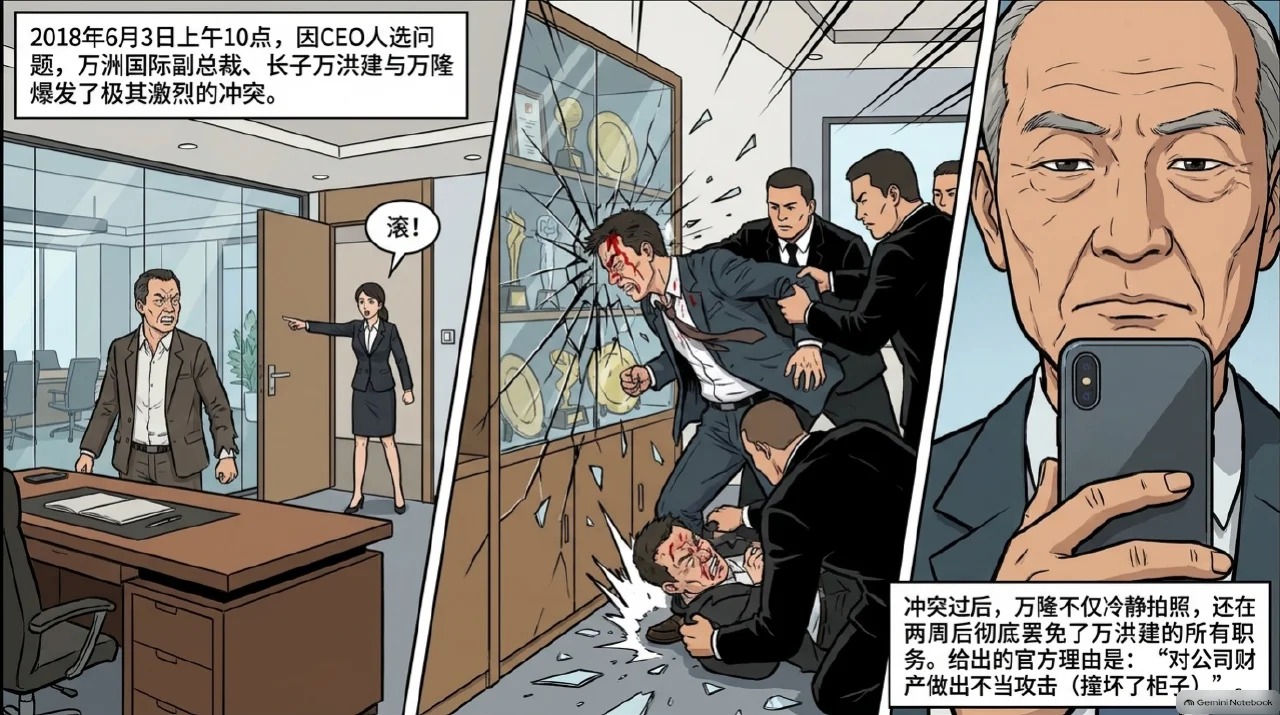 2018年6月3日上午10点，因CEO人选问
题，万洲国际副总裁、长子万洪建与万隆
爆发了极其激烈的冲突。
滚！
冲突过后，万隆不仅冷静拍照，还在
两周后彻底罢免了万洪建的所有职
务。给出的官方理由是：“对公司财
产做出不当攻击（撞坏了柜子）”。
Gemini Notebook